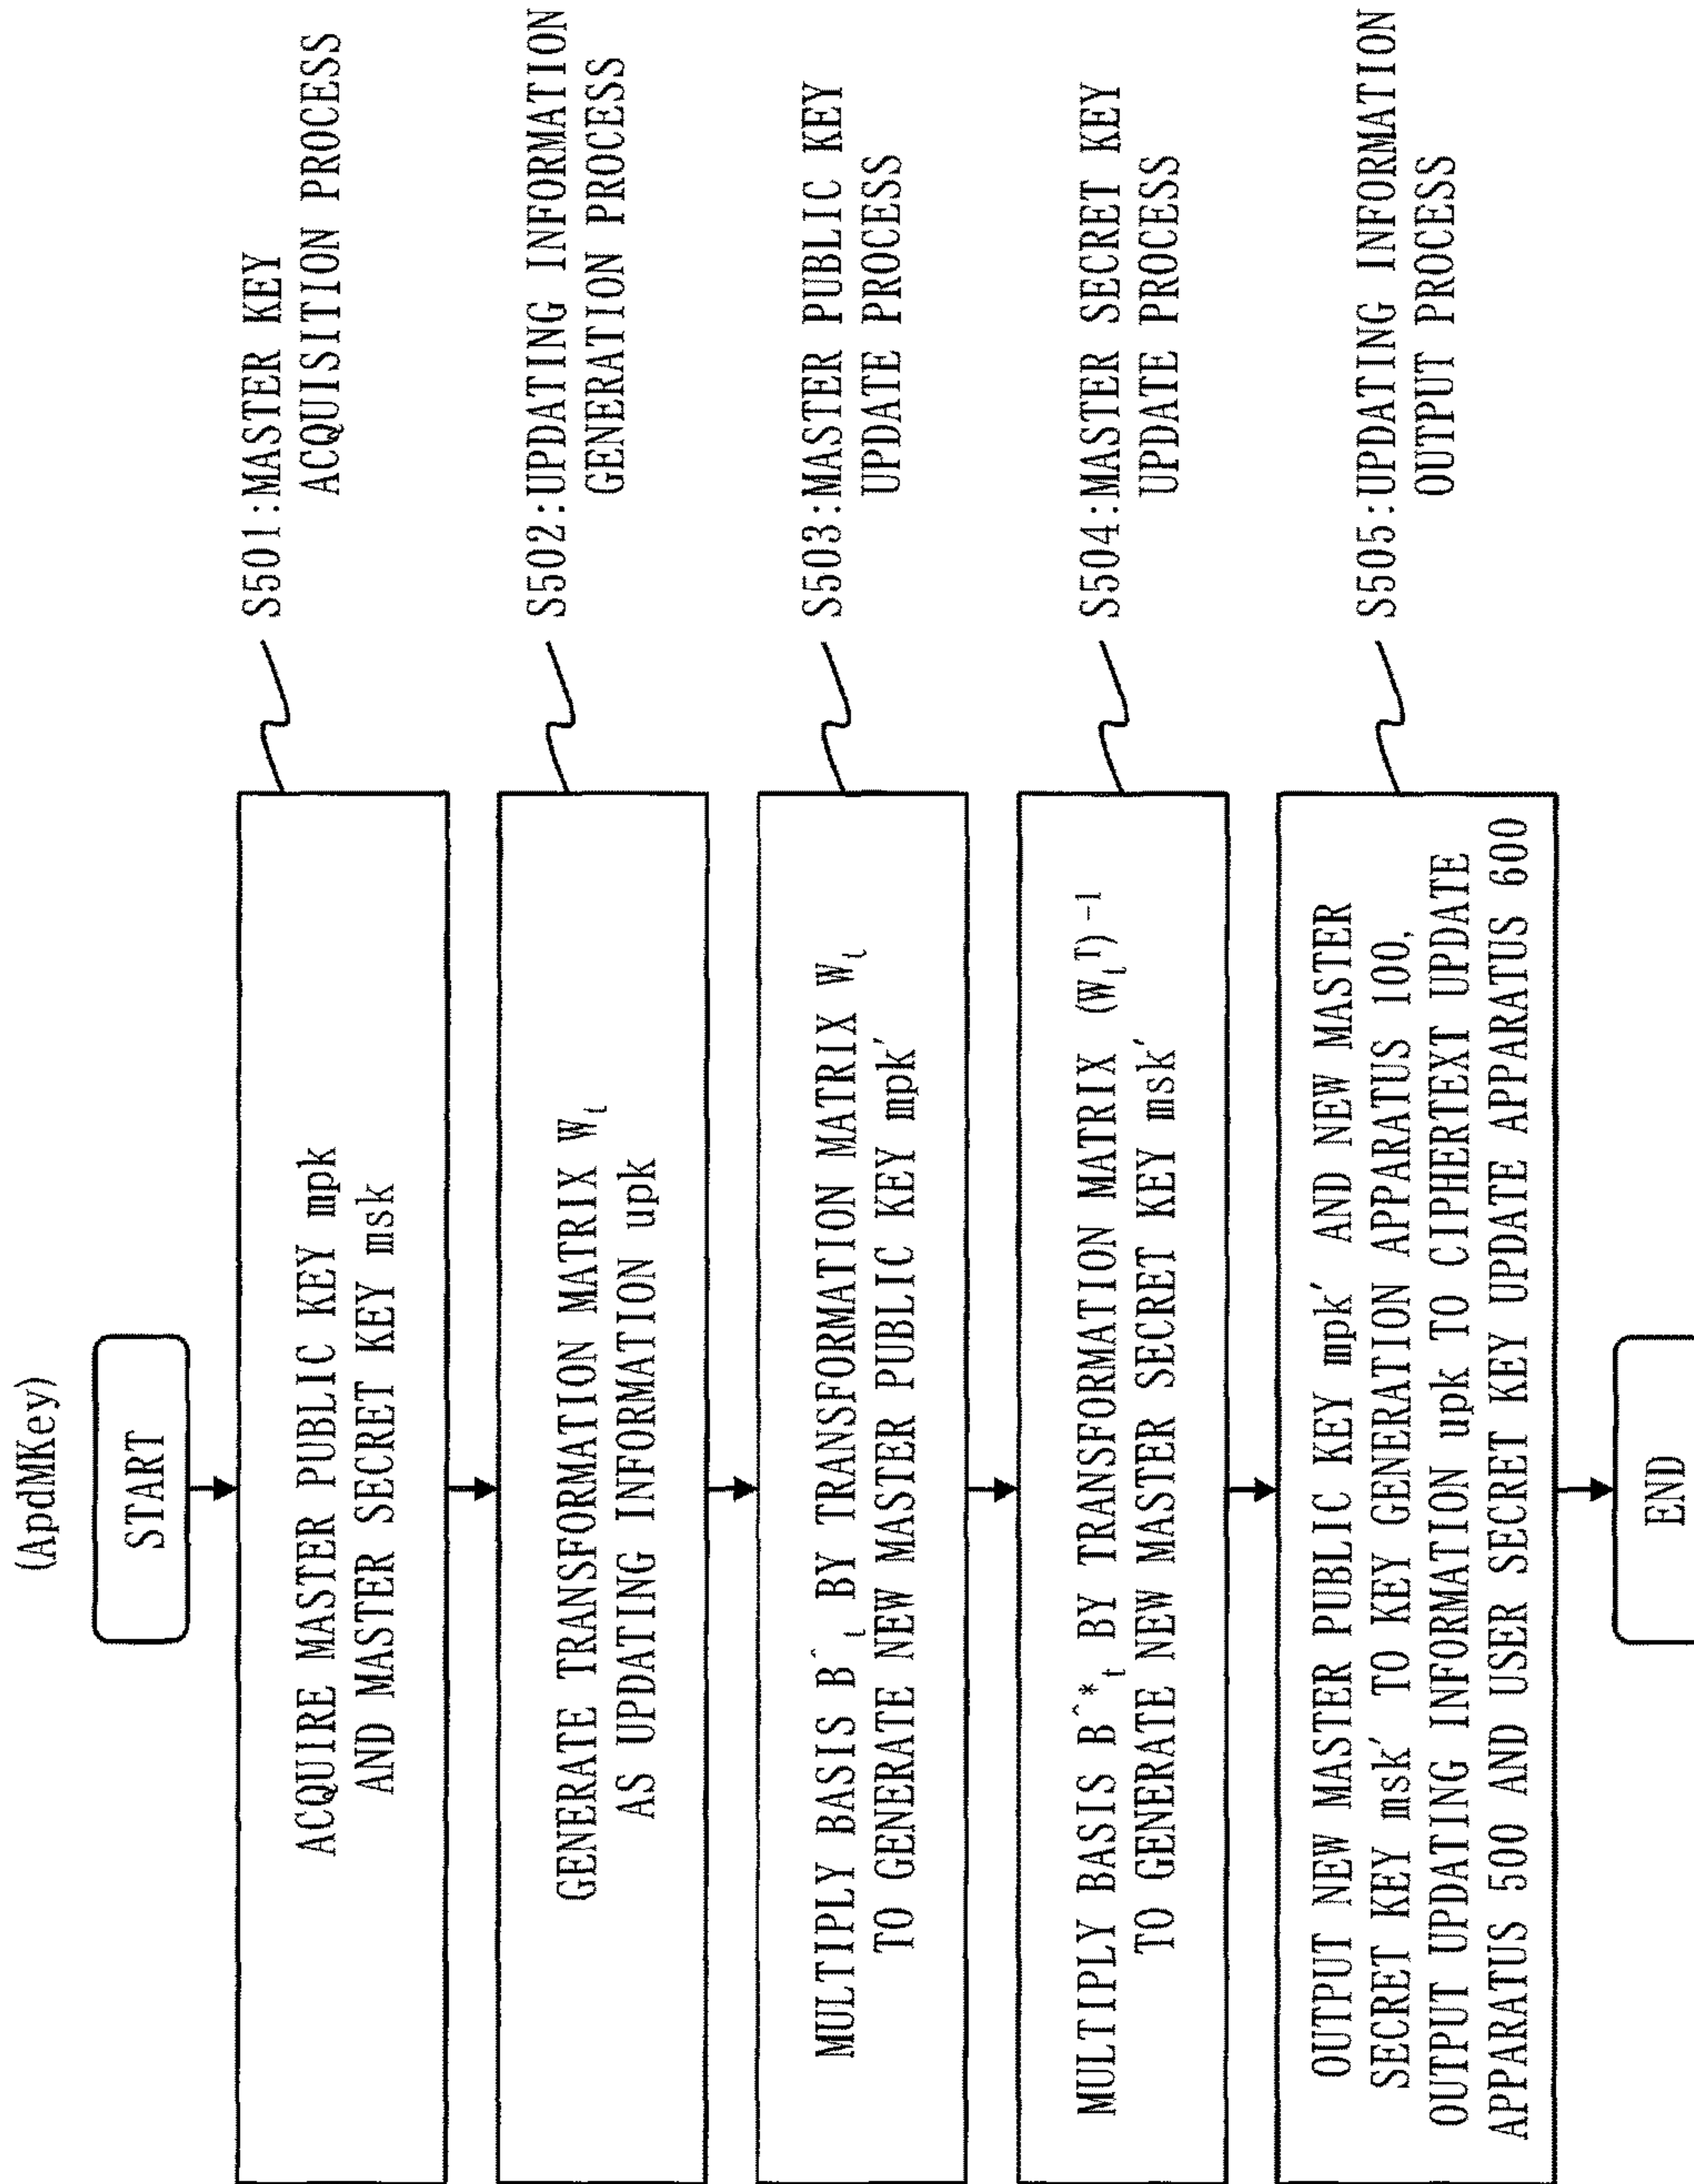 (ApdMKey)
START
ACQUIRE MASTER PUBLIC KEY mpk
AND MASTER SECRET KEY msk
S501:MASTER KEY
ACQUISITION PROCESS
GENERATE TRANSFORMATION MATRIX W_t
AS UPDATING INFORMATION upk
S502:UPDATING INFORMATION
GENERATION PROCESS
MULTIPLY BASIS B^_t BY TRANSFORMATION MATRIX W_t
TO GENERATE NEW MASTER PUBLIC KEY mpk′
S503:MASTER PUBLIC KEY
UPDATE PROCESS
MULTIPLY BASIS B^*_t BY TRANSFORMATION MATRIX (W_t^T)^-1
TO GENERATE NEW MASTER SECRET KEY msk′
S504:MASTER SECRET KEY
UPDATE PROCESS
OUTPUT NEW MASTER PUBLIC KEY mpk′ AND NEW MASTER
SECRET KEY msk′ TO KEY GENERATION APPARATUS 100,
OUTPUT UPDATING INFORMATION upk TO CIPHERTEXT UPDATE
APPARATUS 500 AND USER SECRET KEY UPDATE APPARATUS 600
S505:UPDATING INFORMATION
OUTPUT PROCESS
END